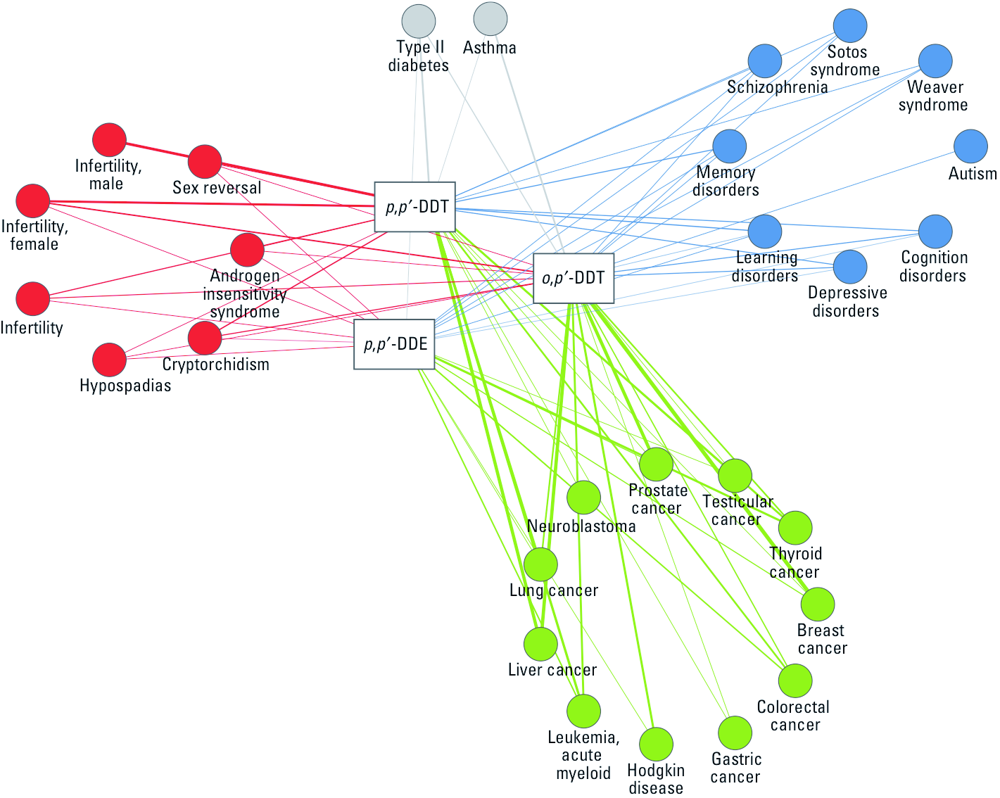 Type II
diabetes
Asthma
Sotos
syndrome
Schizophrenia
Weaver
syndrome
Infertility,
male
Sex reversal
Memory
disorders
Autism
p,p′-DDT
Infertility,
female
Androgen
insensitivity
syndrome
o,p′-DDT
Learning
disorders
Cognition
disorders
Depressive
disorders
Infertility
p,p′-DDE
Cryptorchidism
Hypospadias
Prostate
cancer
Testicular
cancer
Neuroblastoma
Thyroid
cancer
Lung cancer
Breast
cancer
Liver cancer
Colorectal
cancer
Leukemia,
acute
myeloid
Hodgkin
disease
Gastric
cancer